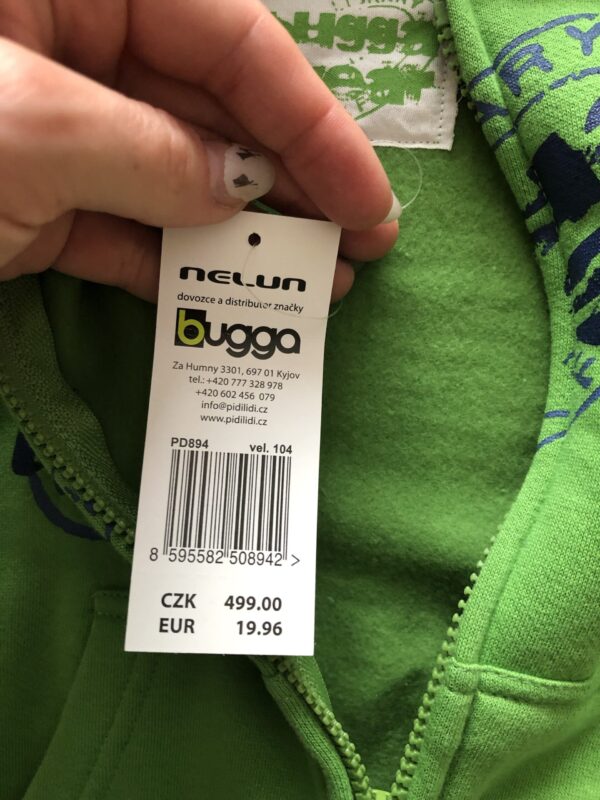 nelun
dovozce a distributor značky
bugga
Za Humny 3301, 697 01 Kyjov
tel.: +420 777 328 978
+420 602 456 079
info@pidilidi.cz
www.pidilidi.cz
PD894 vel. 104
8 595582 508942 >
CZK 499.00
EUR 19.96